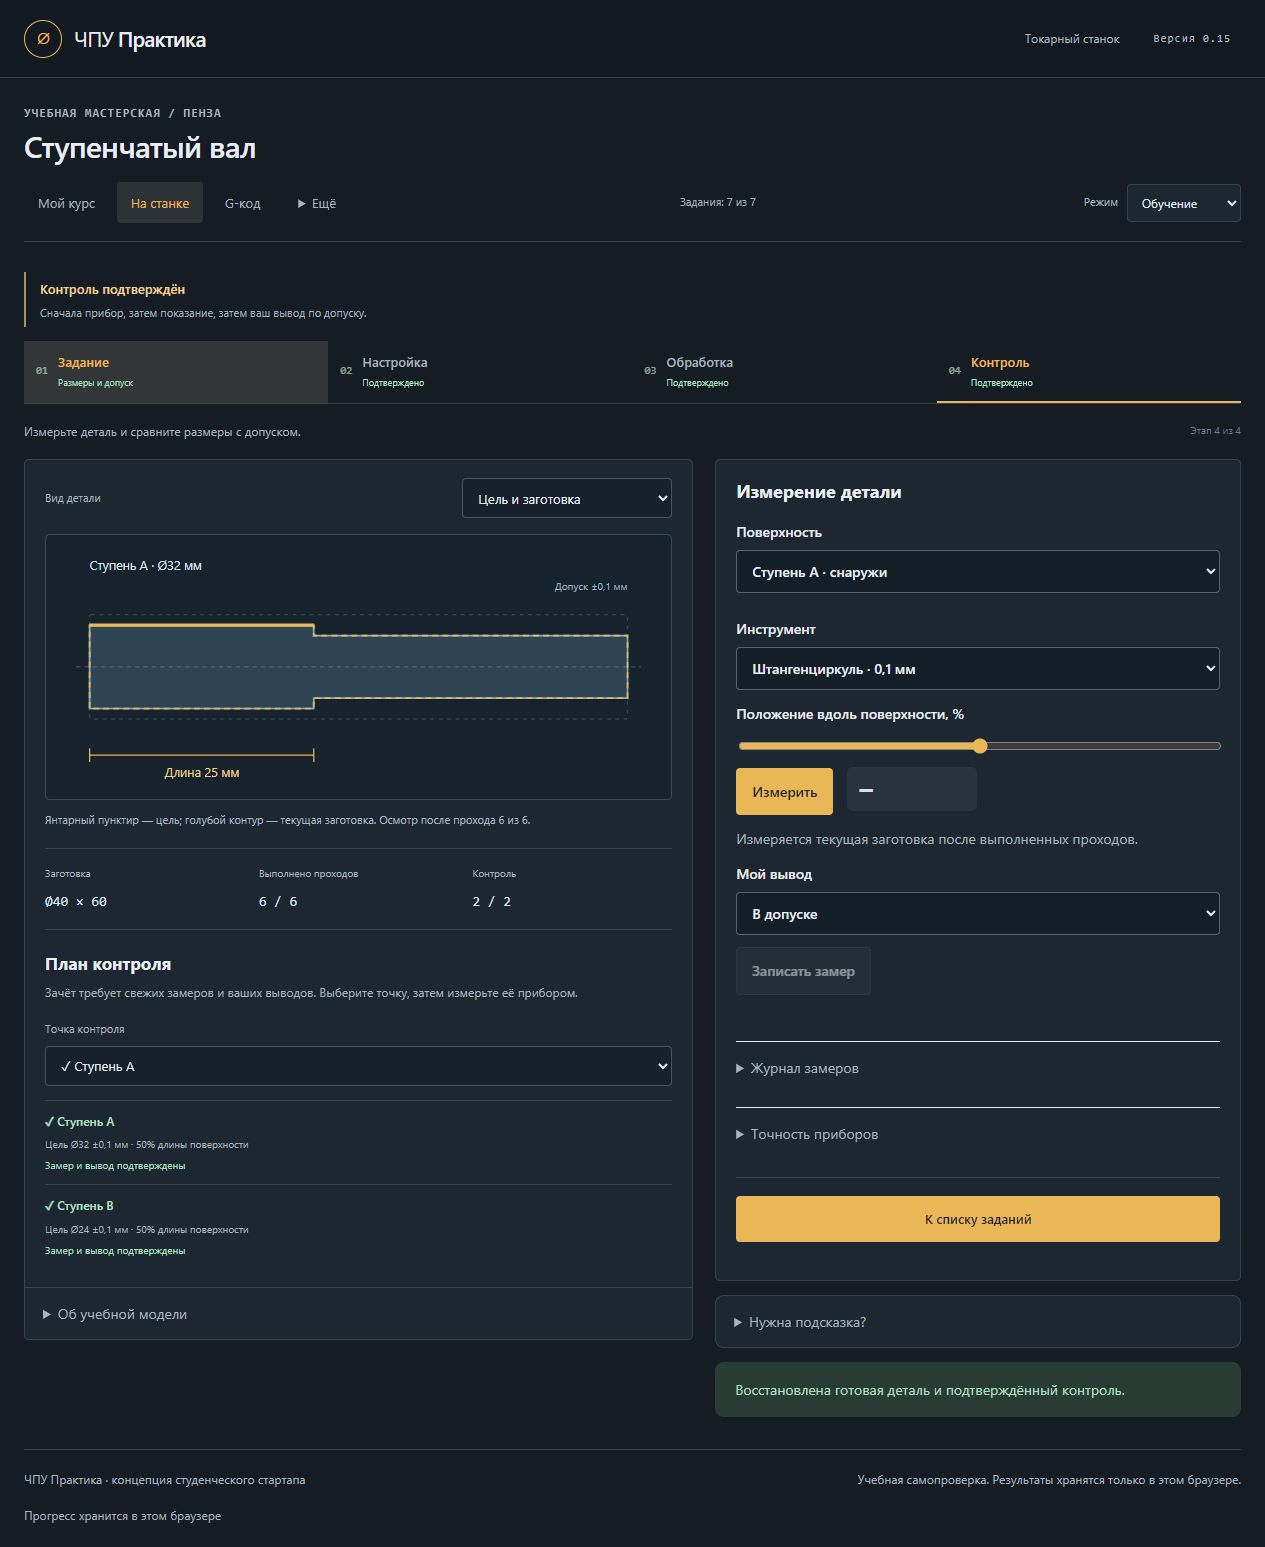 Ø ЧПУ Практика
Токарный станок Версия 0.15
УЧЕБНАЯ МАСТЕРСКАЯ / ПЕНЗА
Ступенчатый вал
Мой курс На станке G-код ▶ Ещё Задания: 7 из 7 Режим Обучение
Контроль подтверждён
Сначала прибор, затем показание, затем ваш вывод по допуску.
01 Задание
Размеры и допуск
02 Настройка
Подтверждено
03 Обработка
Подтверждено
04 Контроль
Подтверждено
Измерьте деталь и сравните размеры с допуском.
Этап 4 из 4
Вид детали Цель и заготовка
Ступень A · Ø32 мм
Допуск ±0,1 мм
Длина 25 мм
Янтарный пунктир — цель; голубой контур — текущая заготовка. Осмотр после прохода 6 из 6.
Заготовка Выполнено проходов Контроль
Ø40 × 60 6 / 6 2 / 2
План контроля
Зачёт требует свежих замеров и ваших выводов. Выберите точку, затем измерьте её прибором.
Точка контроля
✓ Ступень A
✓ Ступень A
Цель Ø32 ±0,1 мм · 50% длины поверхности
Замер и вывод подтверждены
✓ Ступень B
Цель Ø24 ±0,1 мм · 50% длины поверхности
Замер и вывод подтверждены
▶ Об учебной модели
Измерение детали
Поверхность
Ступень A · снаружи
Инструмент
Штангенциркуль · 0,1 мм
Положение вдоль поверхности, %
Измерить —
Измеряется текущая заготовка после выполненных проходов.
Мой вывод
В допуске
Записать замер
▶ Журнал замеров
▶ Точность приборов
К списку заданий
▶ Нужна подсказка?
Восстановлена готовая деталь и подтверждённый контроль.
ЧПУ Практика · концепция студенческого стартапа
Учебная самопроверка. Результаты хранятся только в этом браузере.
Прогресс хранится в этом браузере